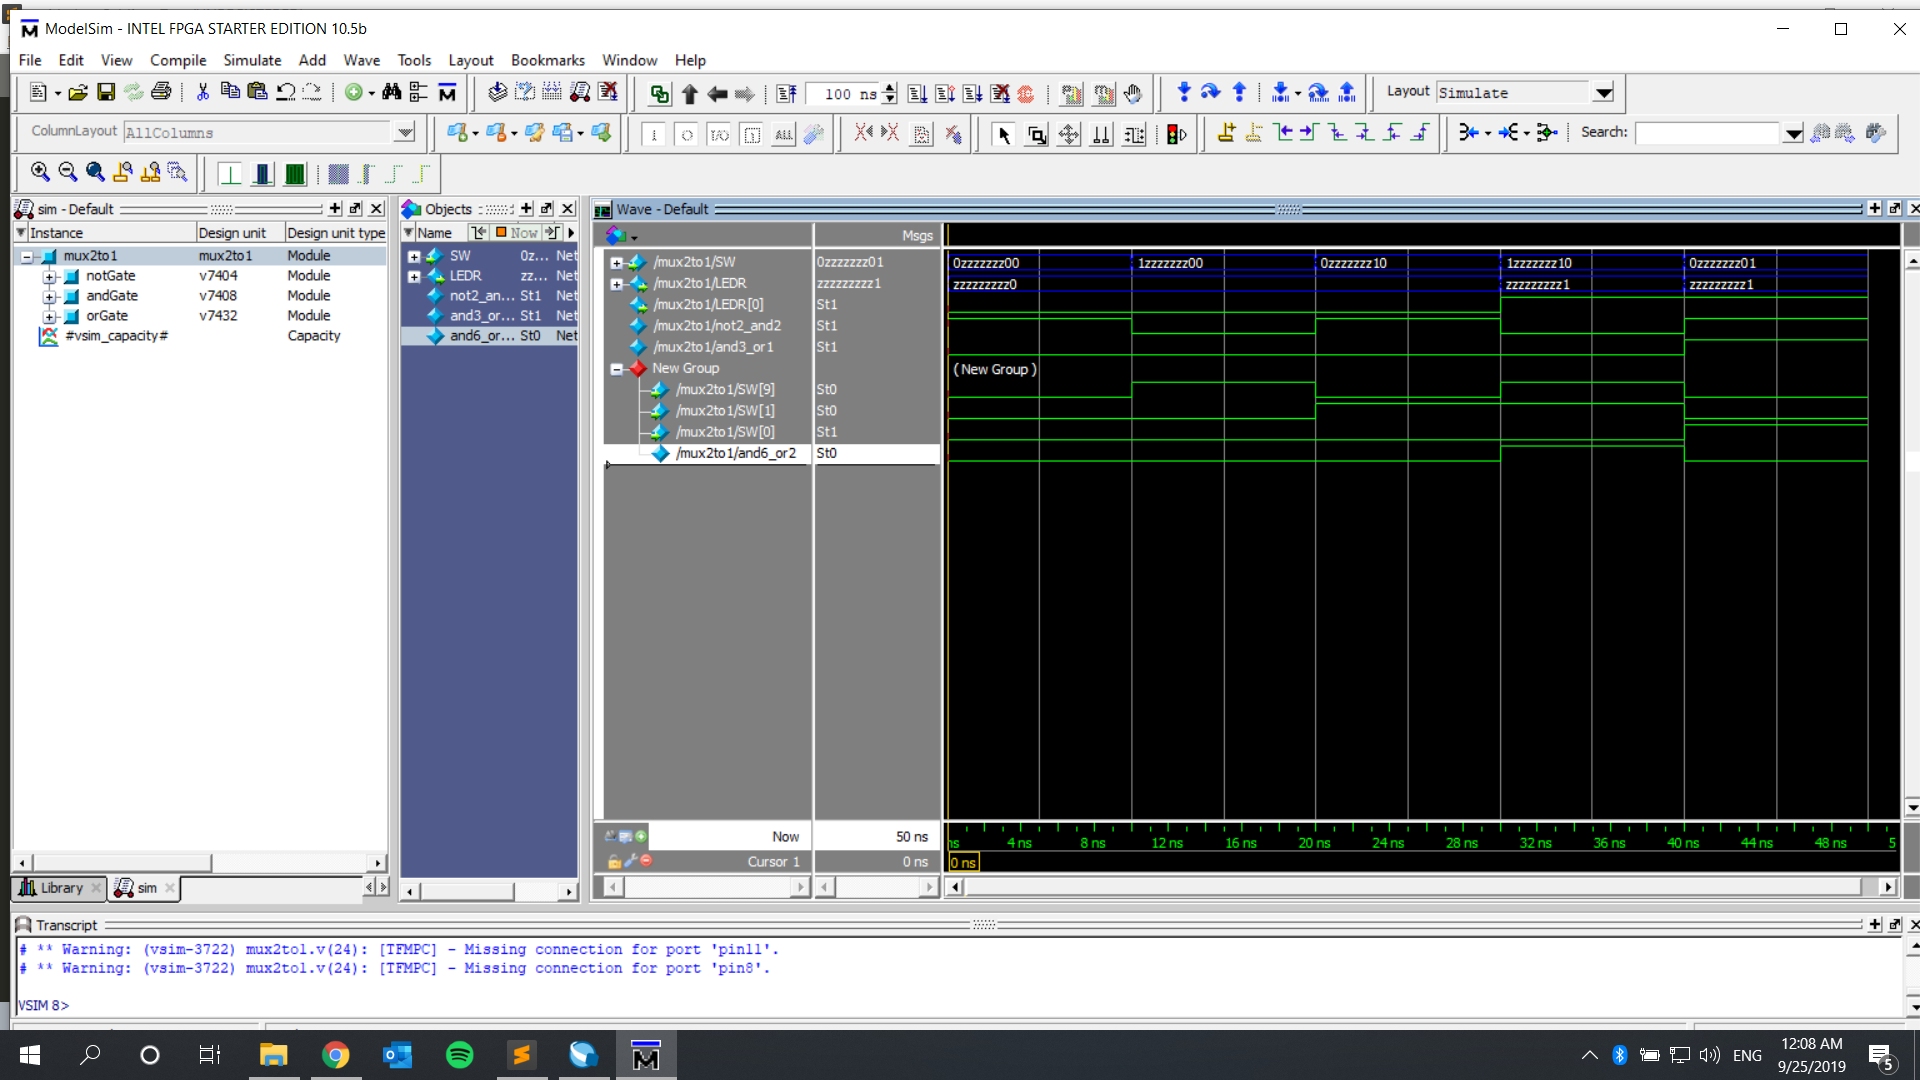 ModelSim - INTEL FPGA STARTER EDITION 10.5b
File Edit View Compile Simulate Add Wave Tools Layout Bookmarks Window Help
100 ns
Layout Simulate
ColumnLayout AllColumns
Search:
sim - Default
Instance Design unit Design unit type
mux2to1 mux2to1 Module
notGate v7404 Module
andGate v7408 Module
orGate v7432 Module
#vsim_capacity# Capacity
Library sim
Objects
Name Now
SW 0z... Net
LEDR zz... Net
not2_an... St1 Net
and3_or... St1 Net
and6_or... St0 Net
Wave - Default
Msgs
/mux2to1/SW 0zzzzzzz01 0zzzzzzz00 1zzzzzzz00 0zzzzzzz10 1zzzzzzz10 0zzzzzzz01
/mux2to1/LEDR zzzzzzzzz1 zzzzzzzzz0 zzzzzzzzz1 zzzzzzzzz1
/mux2to1/LEDR[0] St1
/mux2to1/not2_and2 St1
/mux2to1/and3_or1 St1
New Group ( New Group )
/mux2to1/SW[9] St0
/mux2to1/SW[1] St0
/mux2to1/SW[0] St1
/mux2to1/and6_or2 St0
Now 50 ns
ns 4 ns 8 ns 12 ns 16 ns 20 ns 24 ns 28 ns 32 ns 36 ns 40 ns 44 ns 48 ns 5
Cursor 1 0 ns 0 ns
Transcript
# ** Warning: (vsim-3722) mux2to1.v(24): [TFMPC] - Missing connection for port 'pin11'.
# ** Warning: (vsim-3722) mux2to1.v(24): [TFMPC] - Missing connection for port 'pin8'.
VSIM 8>
ENG
12:08 AM
9/25/2019
5